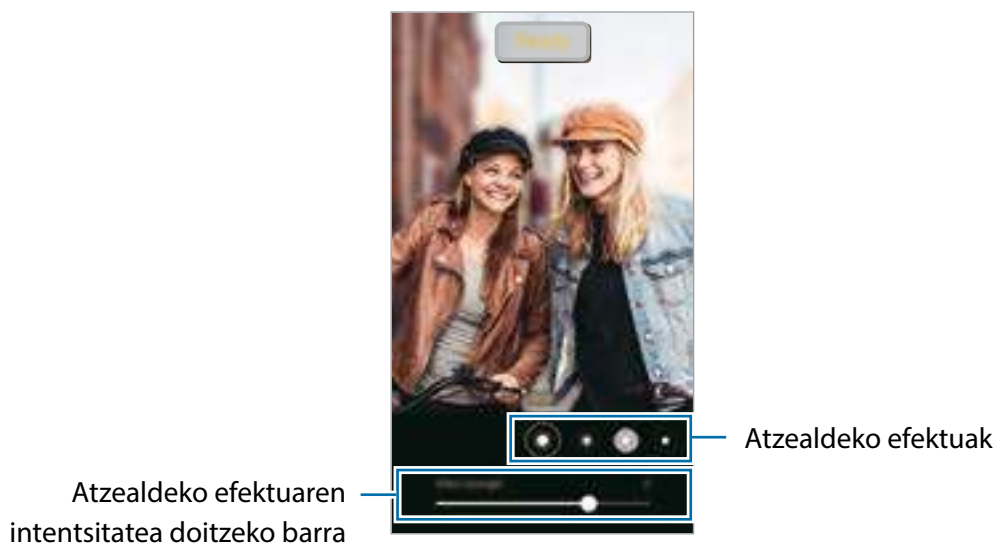 Atzealdeko efektuak
Atzealdeko efektuaren
intentsitatea doitzeko barra